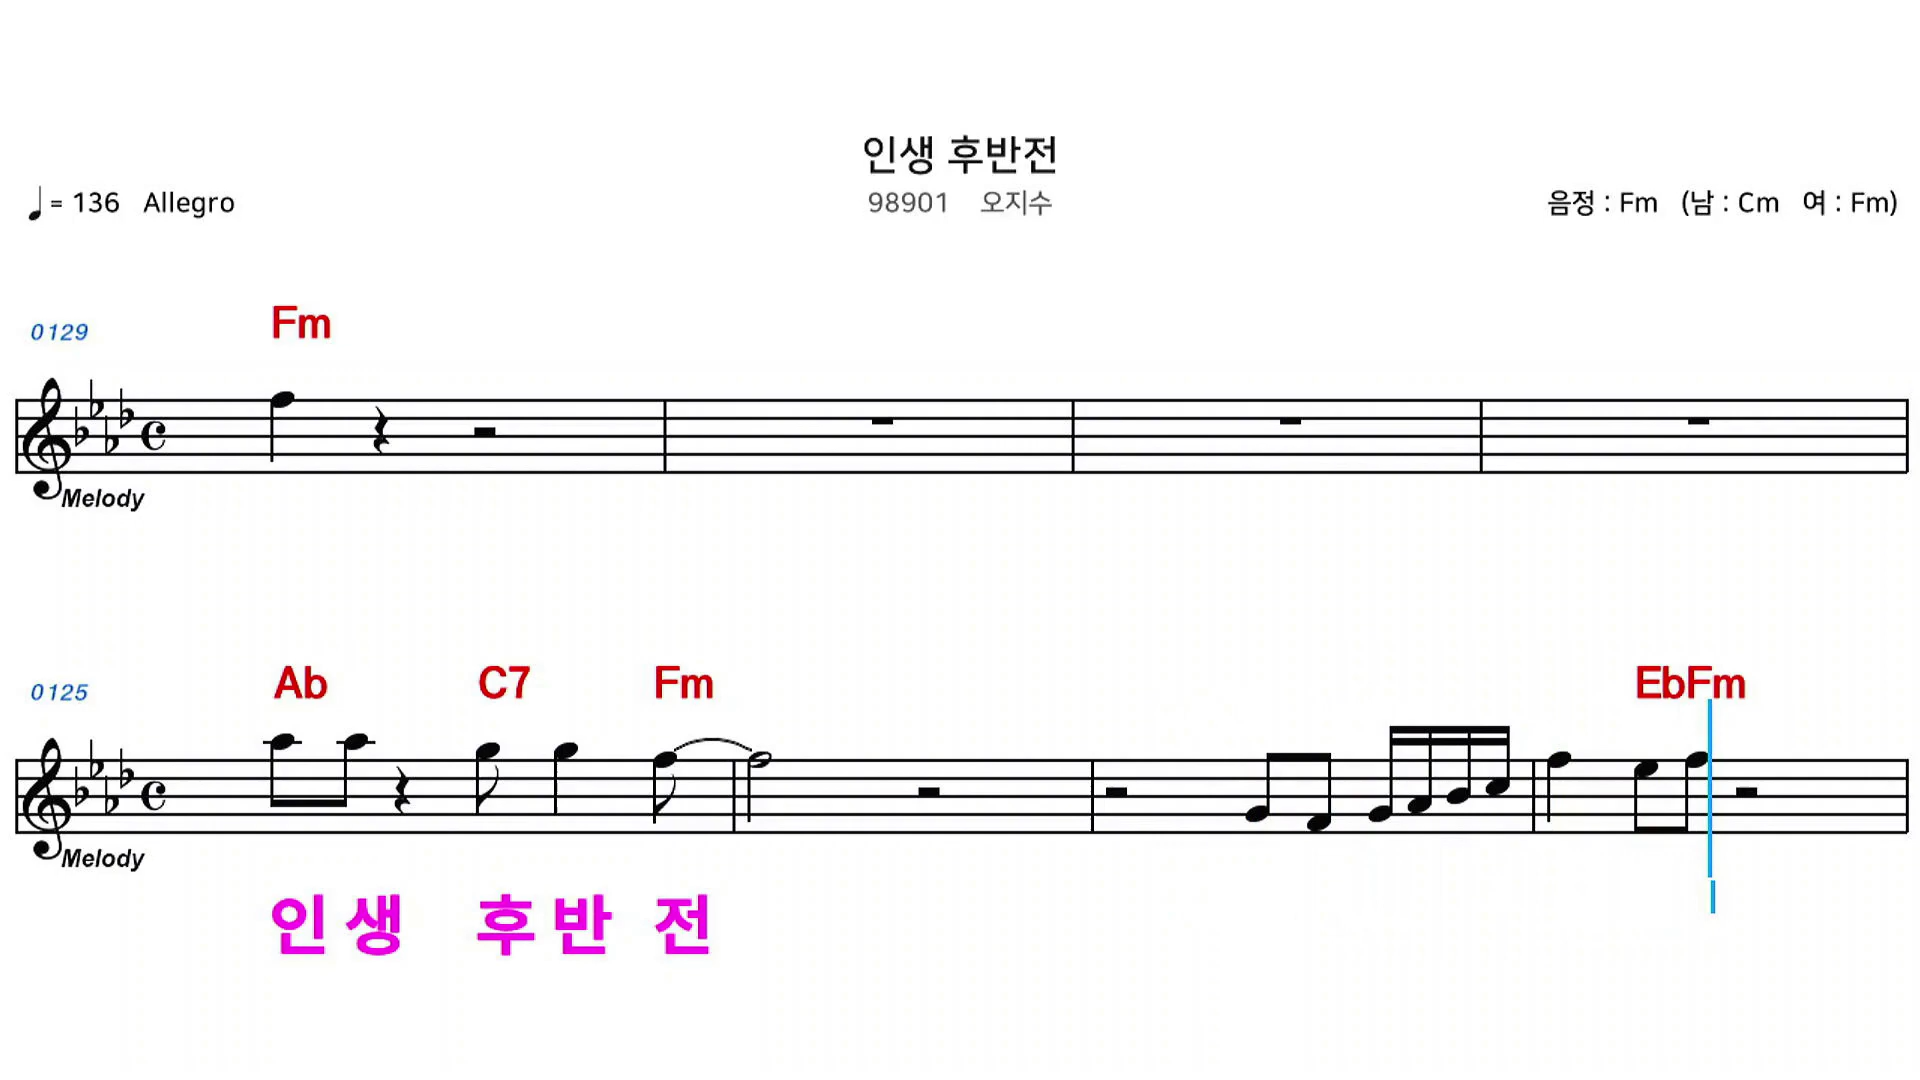 인생 후반전
♩ = 136 Allegro 98901 오지수 음정 : Fm (남 : Cm 여 : Fm)
0129 Fm
Melody
0125 Ab C7 Fm EbFm
Melody
인 생 후 반 전